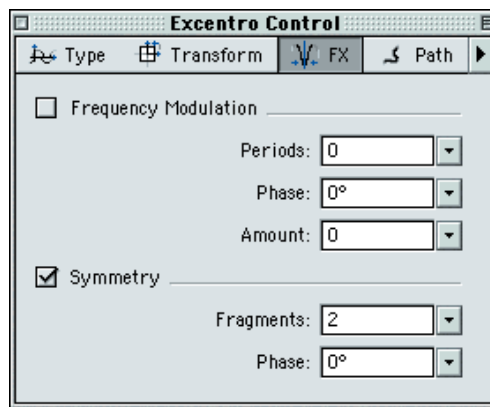 Excentro Control
Type Transform FX Path
Frequency Modulation
Periods: 0
Phase: 0°
Amount: 0
Symmetry
Fragments: 2
Phase: 0°